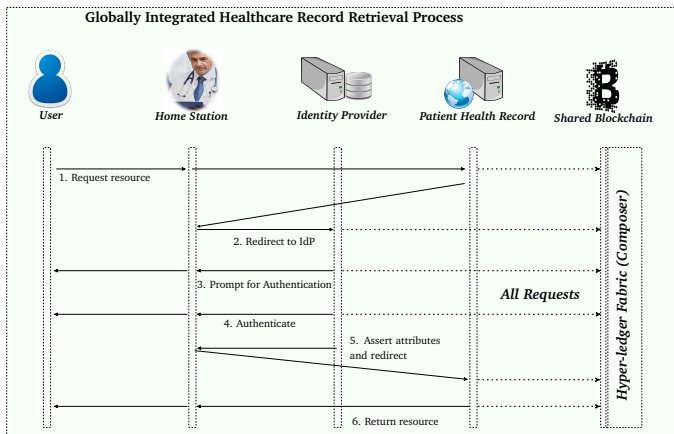 Globally Integrated Healthcare Record Retrieval Process
User
Home Station
Identity Provider
Patient Health Record
Shared Blockchain
1. Request resource
2. Redirect to IdP
3. Prompt for Authentication
4. Authenticate
5. Assert attributes
and redirect
6. Return resource
All Requests
Hyper-ledger Fabric (Composer)